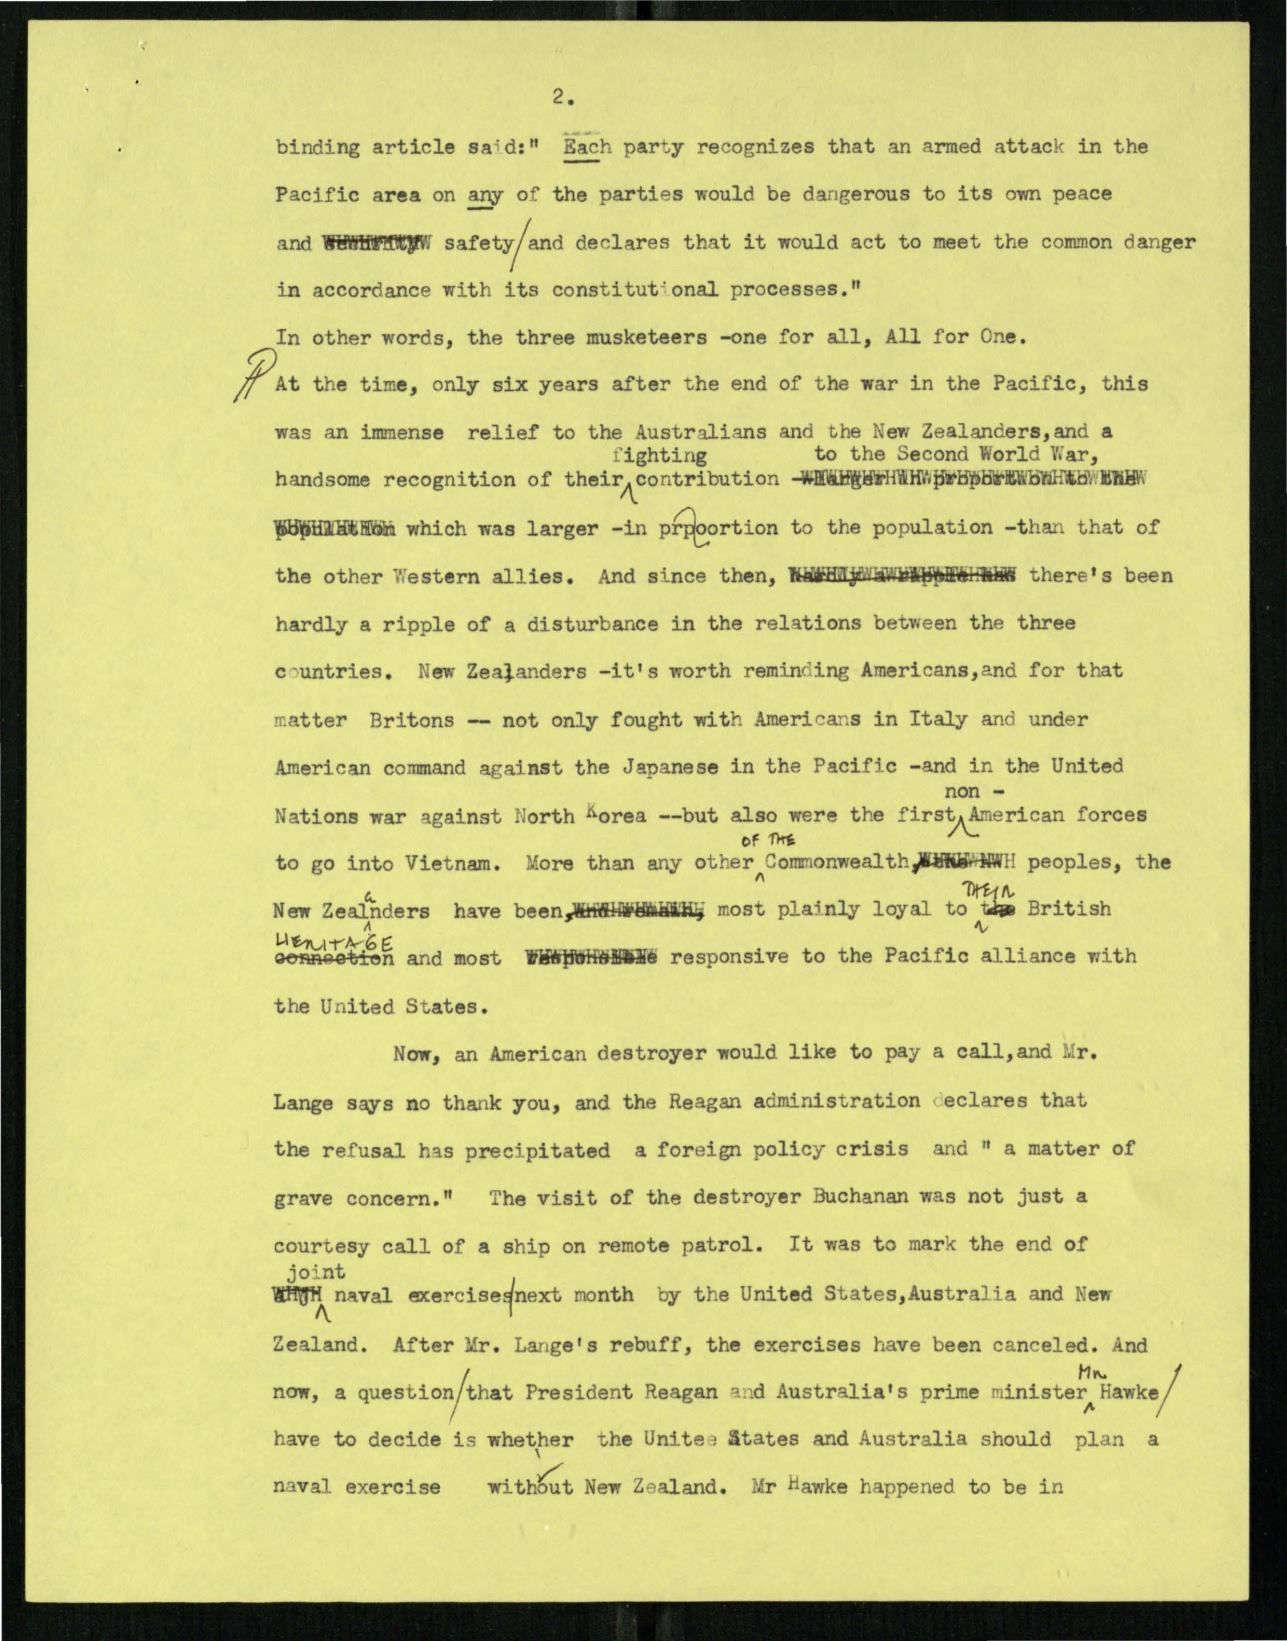 2.
binding article said:" Each party recognizes that an armed attack in the
Pacific area on any of the parties would be dangerous to its own peace
and safety/and declares that it would act to meet the common danger
in accordance with its constitutional processes."
In other words, the three musketeers -one for all, All for One.
At the time, only six years after the end of the war in the Pacific, this
was an immense relief to the Australians and the New Zealanders,and a
fighting to the Second World War,
handsome recognition of their contribution -
which was larger -in prpoortion to the population -than that of
the other Western allies. And since then, there's been
hardly a ripple of a disturbance in the relations between the three
countries. New Zealanders -it's worth reminding Americans,and for that
matter Britons -- not only fought with Americans in Italy and under
American command against the Japanese in the Pacific -and in the United
non -
Nations war against North Korea --but also were the first American forces
OF THE
to go into Vietnam. More than any other Commonwealth, peoples, the
a THEIR
New Zealnders have been, most plainly loyal to the British
HERITAGE
connection and most responsive to the Pacific alliance with
the United States.
Now, an American destroyer would like to pay a call,and Mr.
Lange says no thank you, and the Reagan administration declares that
the refusal has precipitated a foreign policy crisis and " a matter of
grave concern." The visit of the destroyer Buchanan was not just a
courtesy call of a ship on remote patrol. It was to mark the end of
joint
naval exercises/next month by the United States,Australia and New
Zealand. After Mr. Lange's rebuff, the exercises have been canceled. And
Mr.
now, a question/that President Reagan and Australia's prime minister Hawke/
have to decide is whether the Unitee States and Australia should plan a
naval exercise without New Zealand. Mr Hawke happened to be in